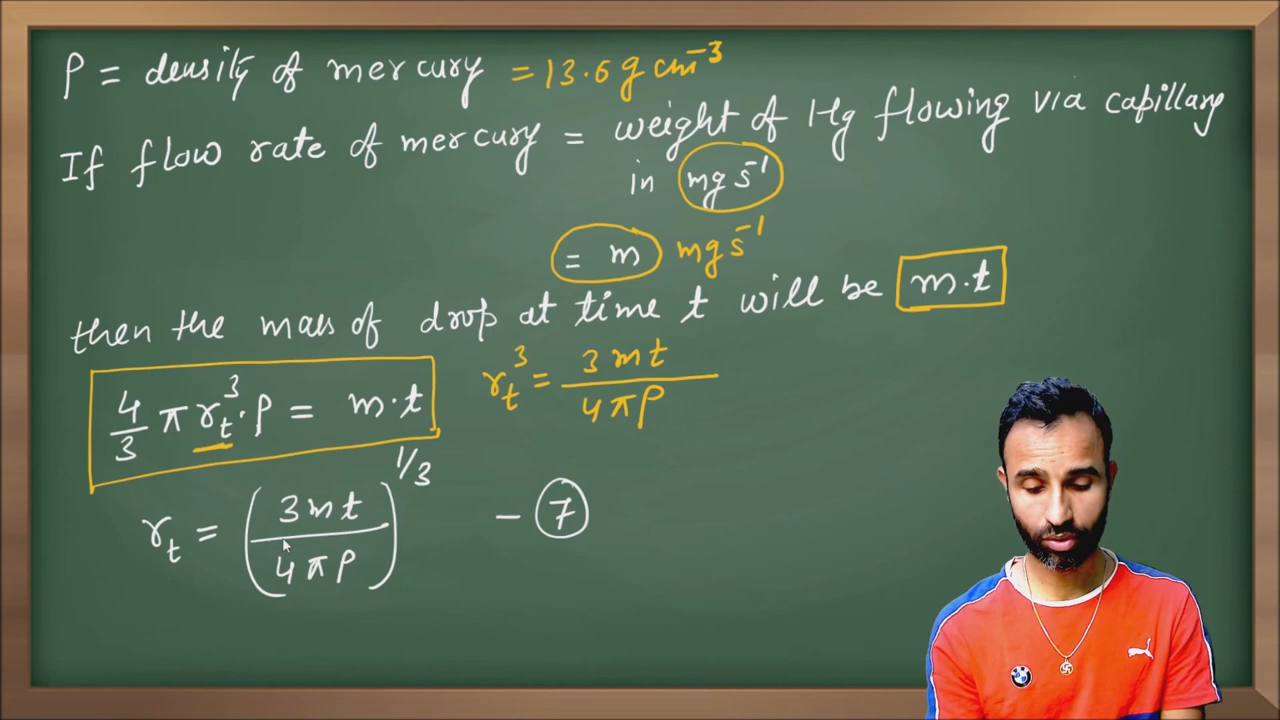 ρ = density of mercury = 13.6 g cm⁻³
If flow rate of mercury = weight of Hg flowing via capillary
in mg s⁻¹
= m mg s⁻¹
then the mass of drop at time t will be m·t
4/3 π r_t³·ρ = m·t
r_t³ = 3mt/4πρ
r_t = (3mt/4πρ)^1/3 – 7